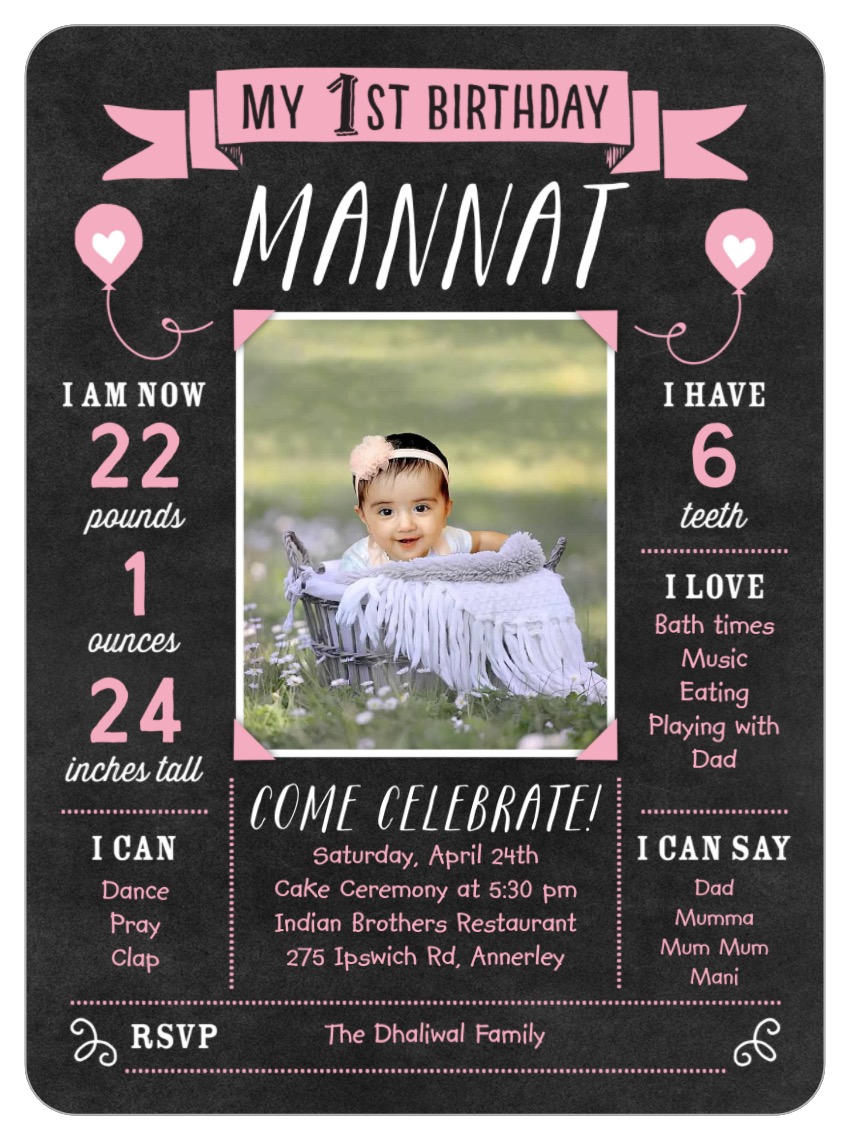 MY 1ST BIRTHDAY
MANNAT
I AM NOW
22
pounds
1
ounces
24
inches tall
I HAVE
6
teeth
I LOVE
Bath times
Music
Eating
Playing with
Dad
I CAN
Dance
Pray
Clap
COME CELEBRATE!
Saturday, April 24th
Cake Ceremony at 5:30 pm
Indian Brothers Restaurant
275 Ipswich Rd, Annerley
I CAN SAY
Dad
Mumma
Mum Mum
Mani
RSVP The Dhaliwal Family